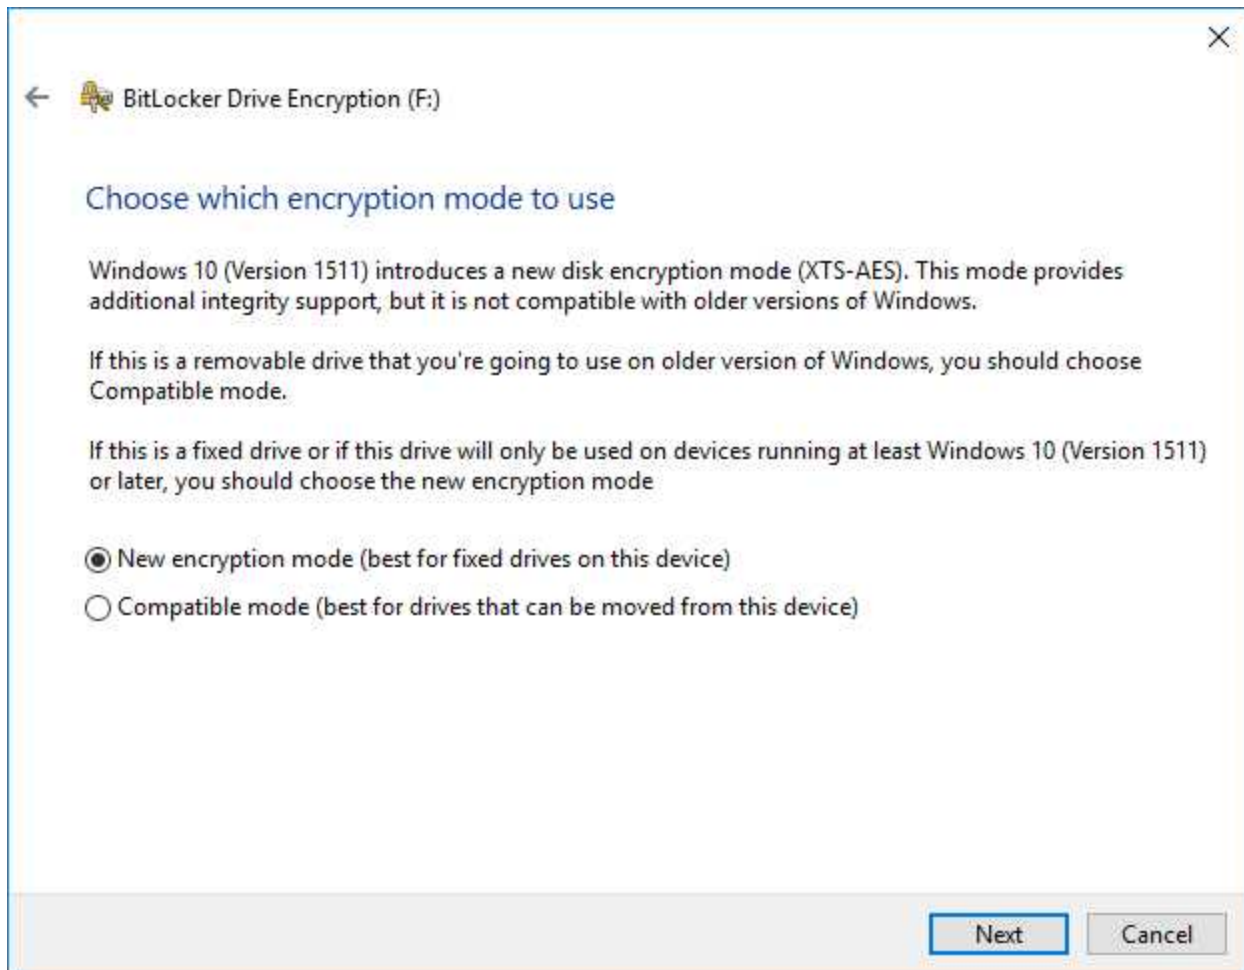 BitLocker Drive Encryption (F:)
Choose which encryption mode to use
Windows 10 (Version 1511) introduces a new disk encryption mode (XTS-AES). This mode provides
additional integrity support, but it is not compatible with older versions of Windows.
If this is a removable drive that you're going to use on older version of Windows, you should choose
Compatible mode.
If this is a fixed drive or if this drive will only be used on devices running at least Windows 10 (Version 1511)
or later, you should choose the new encryption mode
New encryption mode (best for fixed drives on this device)
Compatible mode (best for drives that can be moved from this device)
Next Cancel